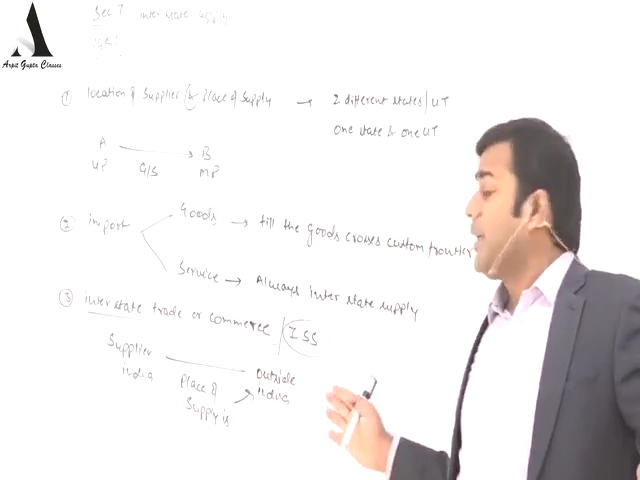 Arpit Gupta Classes
Sec 7 inter state supply
IGST
① location of supplier & Place of Supply → 2 different states / UT
one state & one UT
A → B
UP G/S MP
② import
Goods → till the goods crosses custom frontier
Service → Always inter state supply
③ interstate trade or commerce / ISS
Supplier outside
india india
Place of
Supply is